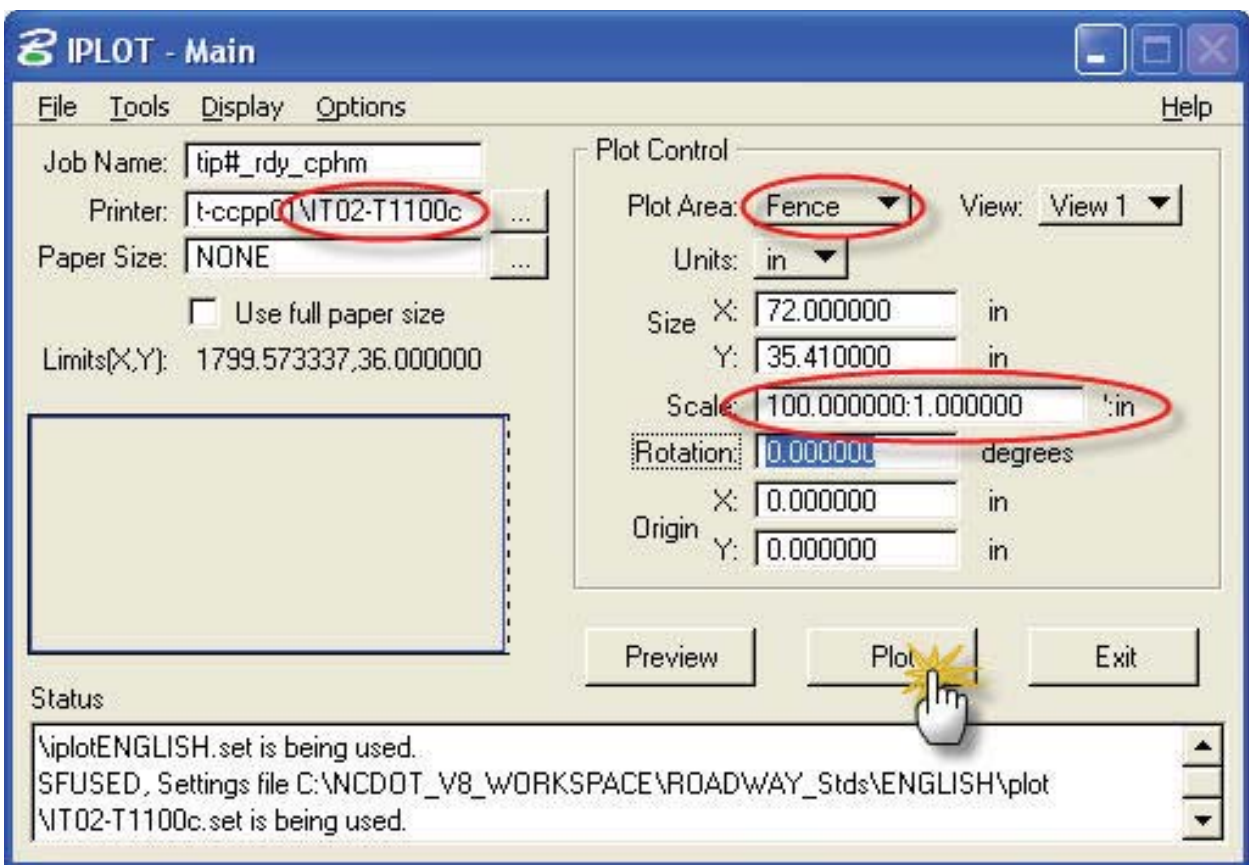 IPLOT - Main
File Tools Display Options Help
Job Name: tip#_rdy_cphm
Printer: t-ccpp01\IT02-T1100c ...
Paper Size: NONE ...
Use full paper size
Limits(X,Y): 1799.573337,36.000000
Plot Control
Plot Area: Fence View: View 1
Units: in
Size X: 72.000000 in
Y: 35.410000 in
Scale: 100.000000:1.000000 ':in
Rotation: 0.000000 degrees
Origin X: 0.000000 in
Y: 0.000000 in
Preview Plot Exit
Status
\iplotENGLISH.set is being used.
SFUSED, Settings file C:\NCDOT_V8_WORKSPACE\ROADWAY_Stds\ENGLISH\plot
\IT02-T1100c.set is being used.